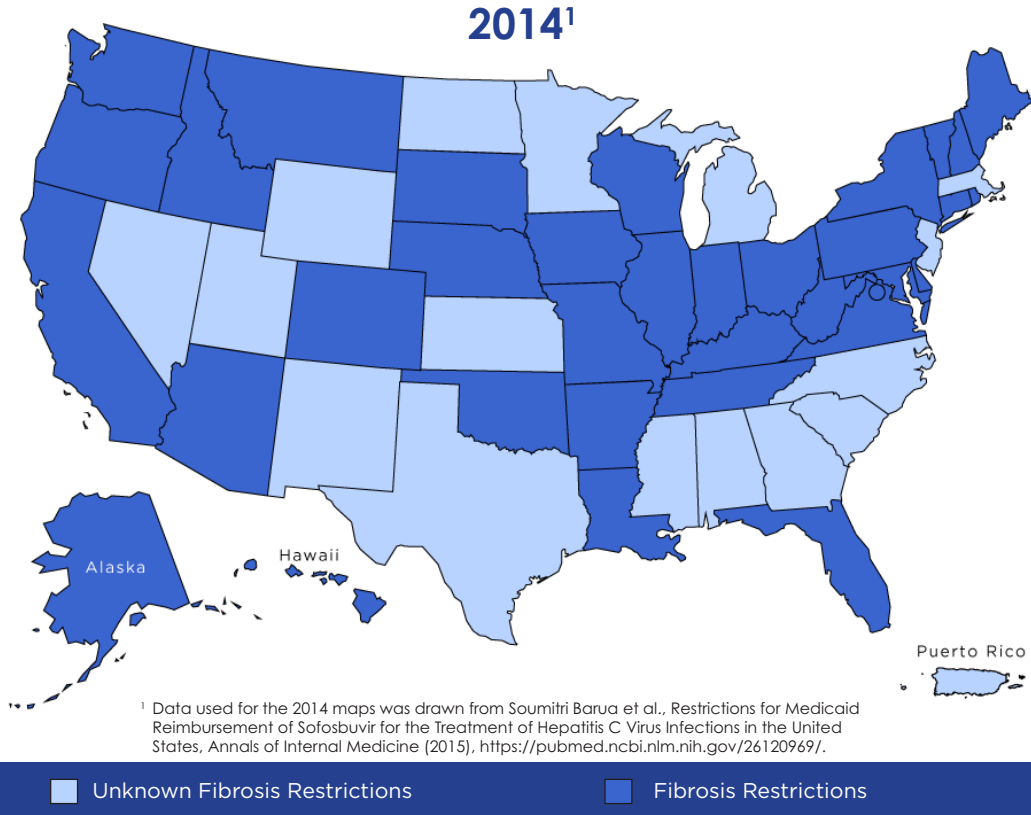 2014¹
Alaska
Hawaii
Puerto Rico
¹ Data used for the 2014 maps was drawn from Soumitri Barua et al., Restrictions for Medicaid
Reimbursement of Sofosbuvir for the Treatment of Hepatitis C Virus Infections in the United
States, Annals of Internal Medicine (2015), https://pubmed.ncbi.nlm.nih.gov/26120969/.
Unknown Fibrosis Restrictions
Fibrosis Restrictions